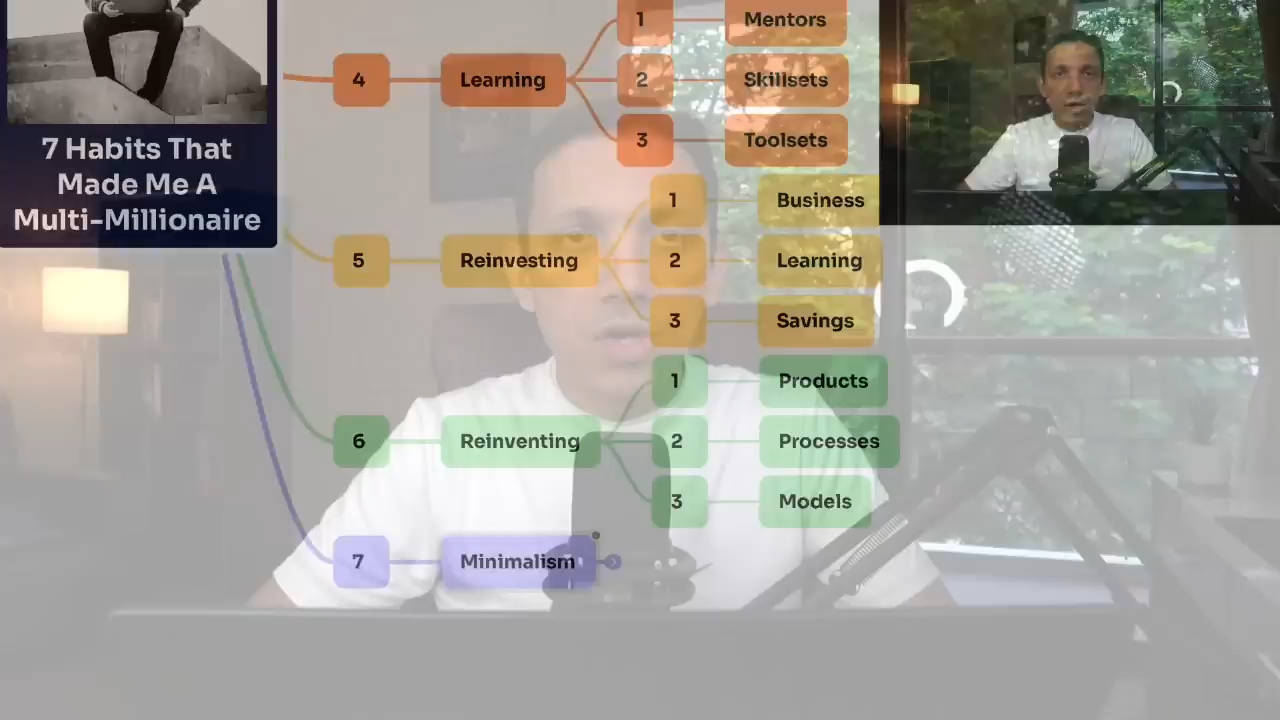 7 Habits That
Made Me A
Multi-Millionaire
4
Learning
1
Mentors
2
Skillsets
3
Toolsets
5
Reinvesting
1
Business
2
Learning
3
Savings
6
Reinventing
1
Products
2
Processes
3
Models
7
Minimalism